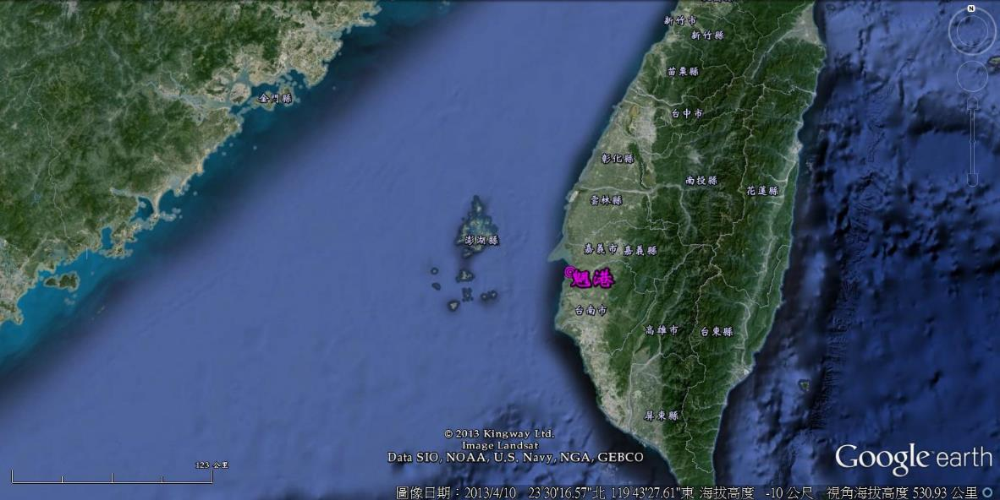 新竹市
新竹縣
苗栗縣
金門縣
台中市
彰化縣
南投縣
花蓮縣
雲林縣
澎湖縣
嘉義市 嘉義縣
魍港
台南市
高雄市
台東縣
屏東縣
© 2013 Kingway Ltd.
Image Landsat
Data SIO, NOAA, U.S. Navy, NGA, GEBCO
Google earth
123 公里
圖像日期：2013/4/10 23°30'16.57"北 119°43'27.61"東 海拔高度 -10 公尺 視角海拔高度 530.93 公里
N